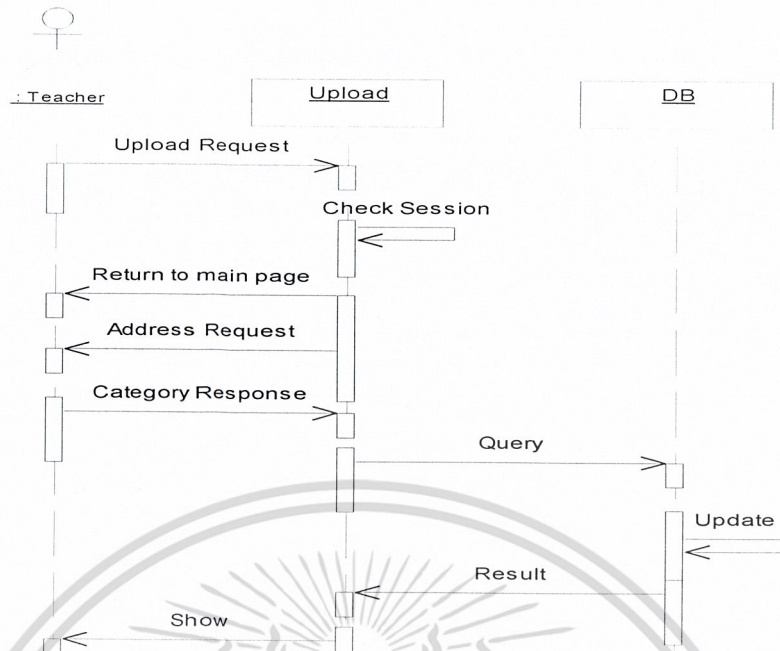 : Teacher
Upload
DB
Upload Request
Check Session
Return to main page
Address Request
Category Response
Query
Update
Result
Show